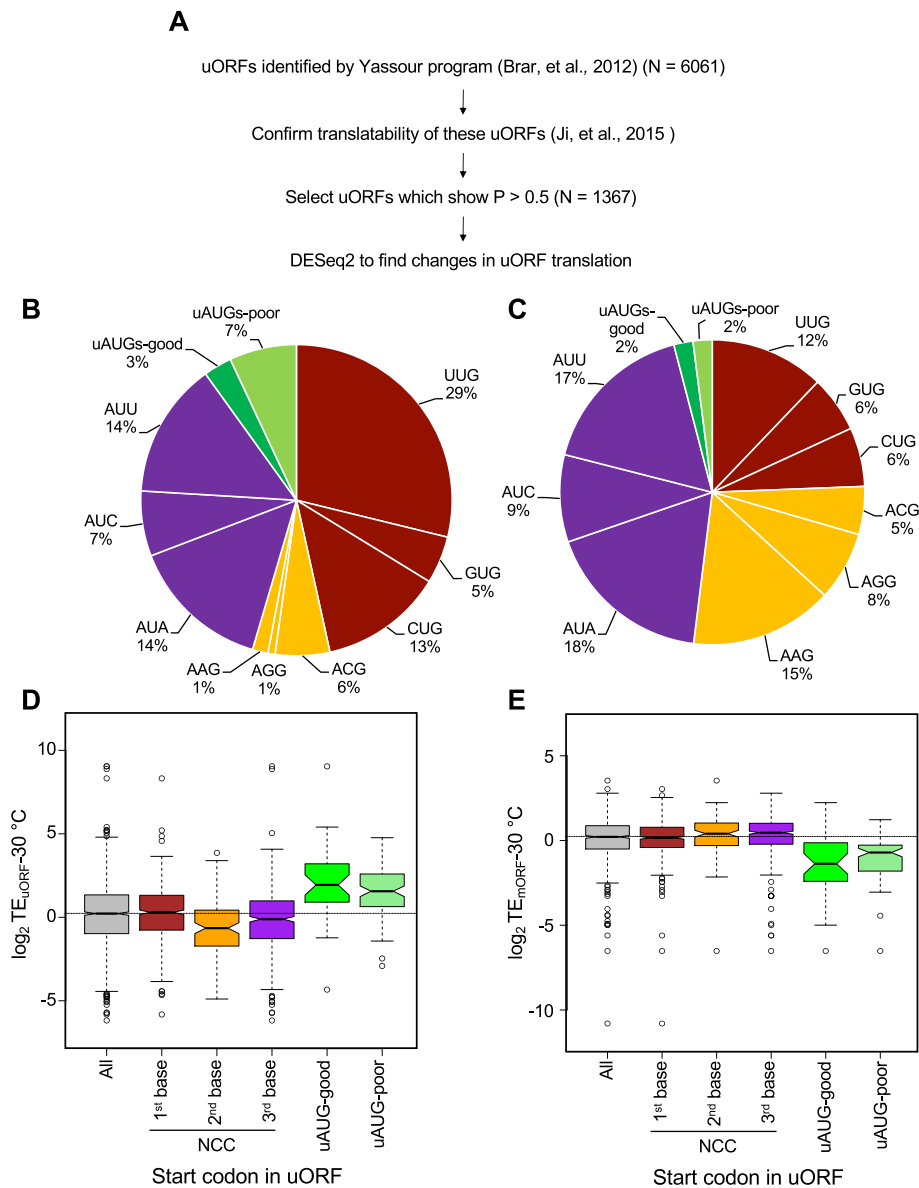 A
uORFs identified by Yassour program (Brar, et al., 2012) (N = 6061)
Confirm translatability of these uORFs (Ji, et al., 2015 )
Select uORFs which show P > 0.5 (N = 1367)
DESeq2 to find changes in uORF translation
B
uAUGs-poor
7%
uAUGs-good
3%
UUG
29%
AUU
14%
AUC
7%
GUG
5%
AUA
14%
CUG
13%
AAG
1%
AGG
1%
ACG
6%
C
uAUGs-
good
2%
uAUGs-poor
2%
UUG
12%
AUU
17%
GUG
6%
CUG
6%
AUC
9%
ACG
5%
AGG
8%
AUA
18%
AAG
15%
D
10
5
0
-5
log2 TEuORF-30 °C
All
1st base
2nd base
3rd base
uAUG-good
uAUG-poor
NCC
Start codon in uORF
E
5
0
-5
-10
log2 TEmORF-30 °C
All
1st base
2nd base
3rd base
uAUG-good
uAUG-poor
NCC
Start codon in uORF